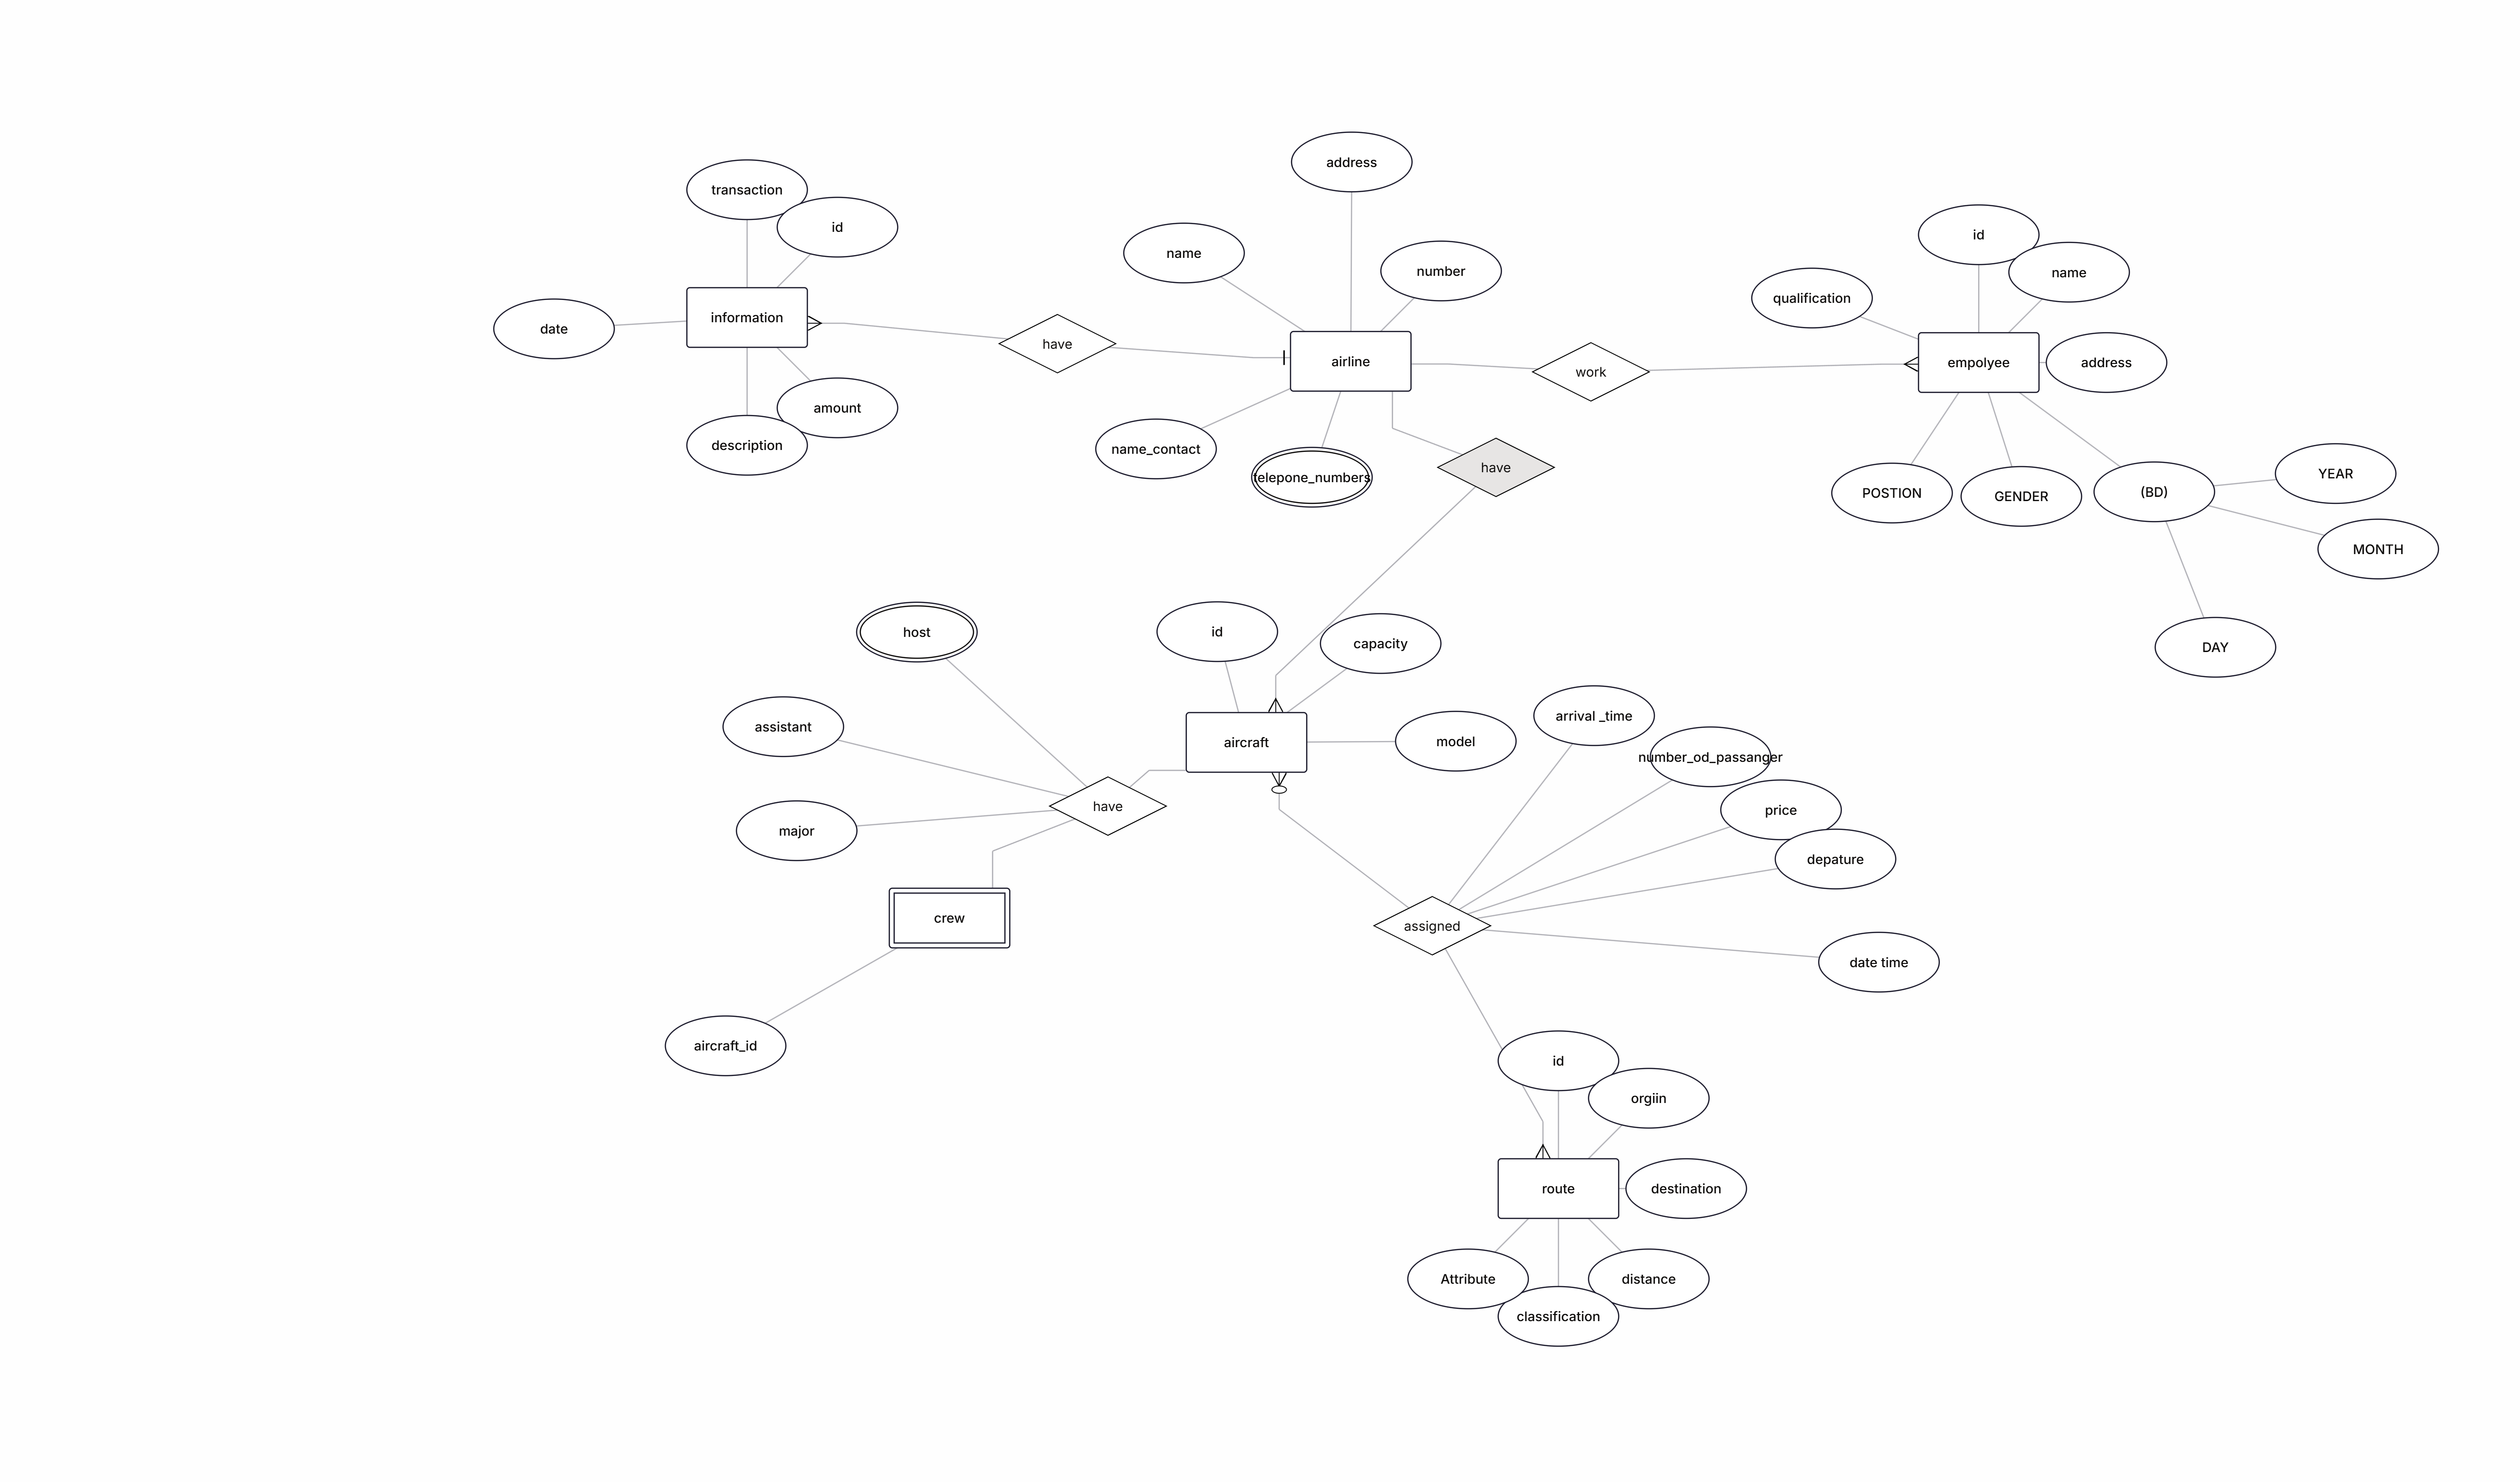 address
transaction
id
id
name
number
name
qualification
information
date
have
airline
work
empolyee
address
amount
description
name_contact
telepone_numbers
have
POSTION
GENDER
(BD)
YEAR
MONTH
DAY
host
id
capacity
assistant
aircraft
model
arrival _time
number_od_passanger
major
have
price
depature
crew
assigned
date time
aircraft_id
id
orgiin
route
destination
Attribute
distance
classification